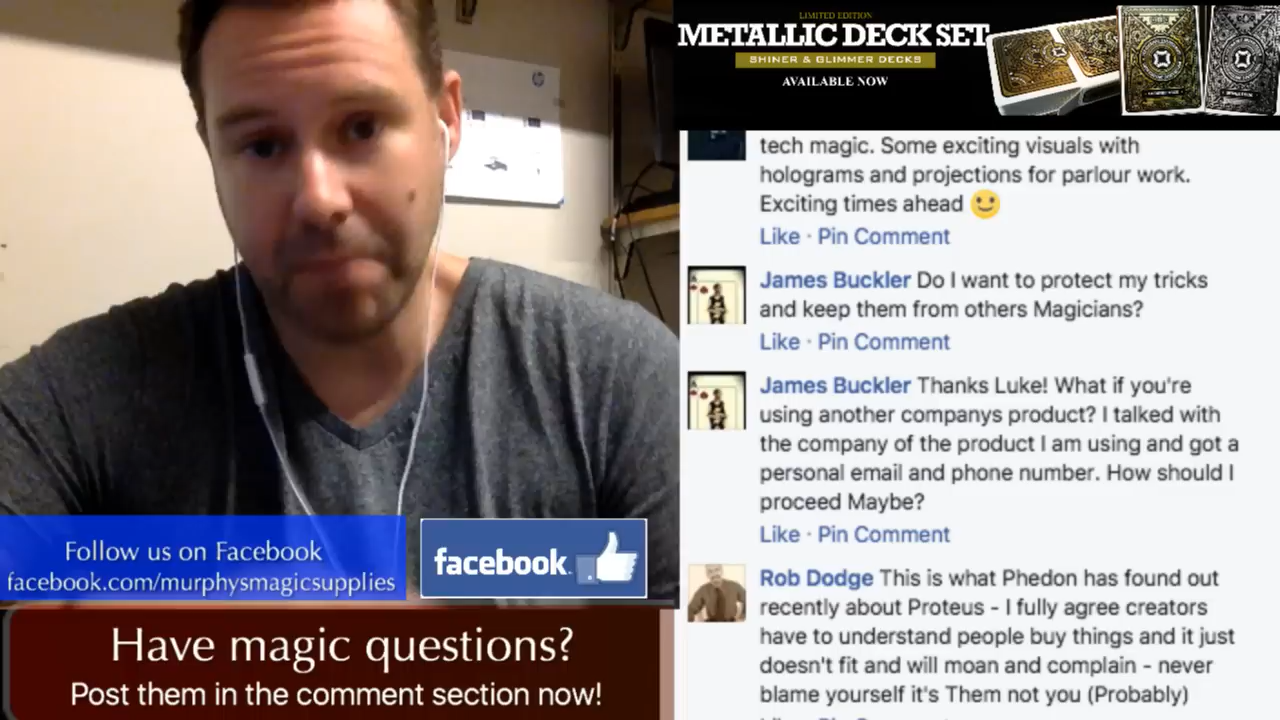 LIMITED EDITION
METALLIC DECK SET
SHINER & GLIMMER DECKS
AVAILABLE NOW
tech magic. Some exciting visuals with
holograms and projections for parlour work.
Exciting times ahead 🙂
Like · Pin Comment
James Buckler Do I want to protect my tricks
and keep them from others Magicians?
Like · Pin Comment
James Buckler Thanks Luke! What if you're
using another companys product? I talked with
the company of the product I am using and got a
personal email and phone number. How should I
proceed Maybe?
Like · Pin Comment
Rob Dodge This is what Phedon has found out
recently about Proteus - I fully agree creators
have to understand people buy things and it just
doesn't fit and will moan and complain - never
blame yourself it's Them not you (Probably)
Follow us on Facebook
facebook.com/murphysmagicsupplies
facebook
Have magic questions?
Post them in the comment section now!